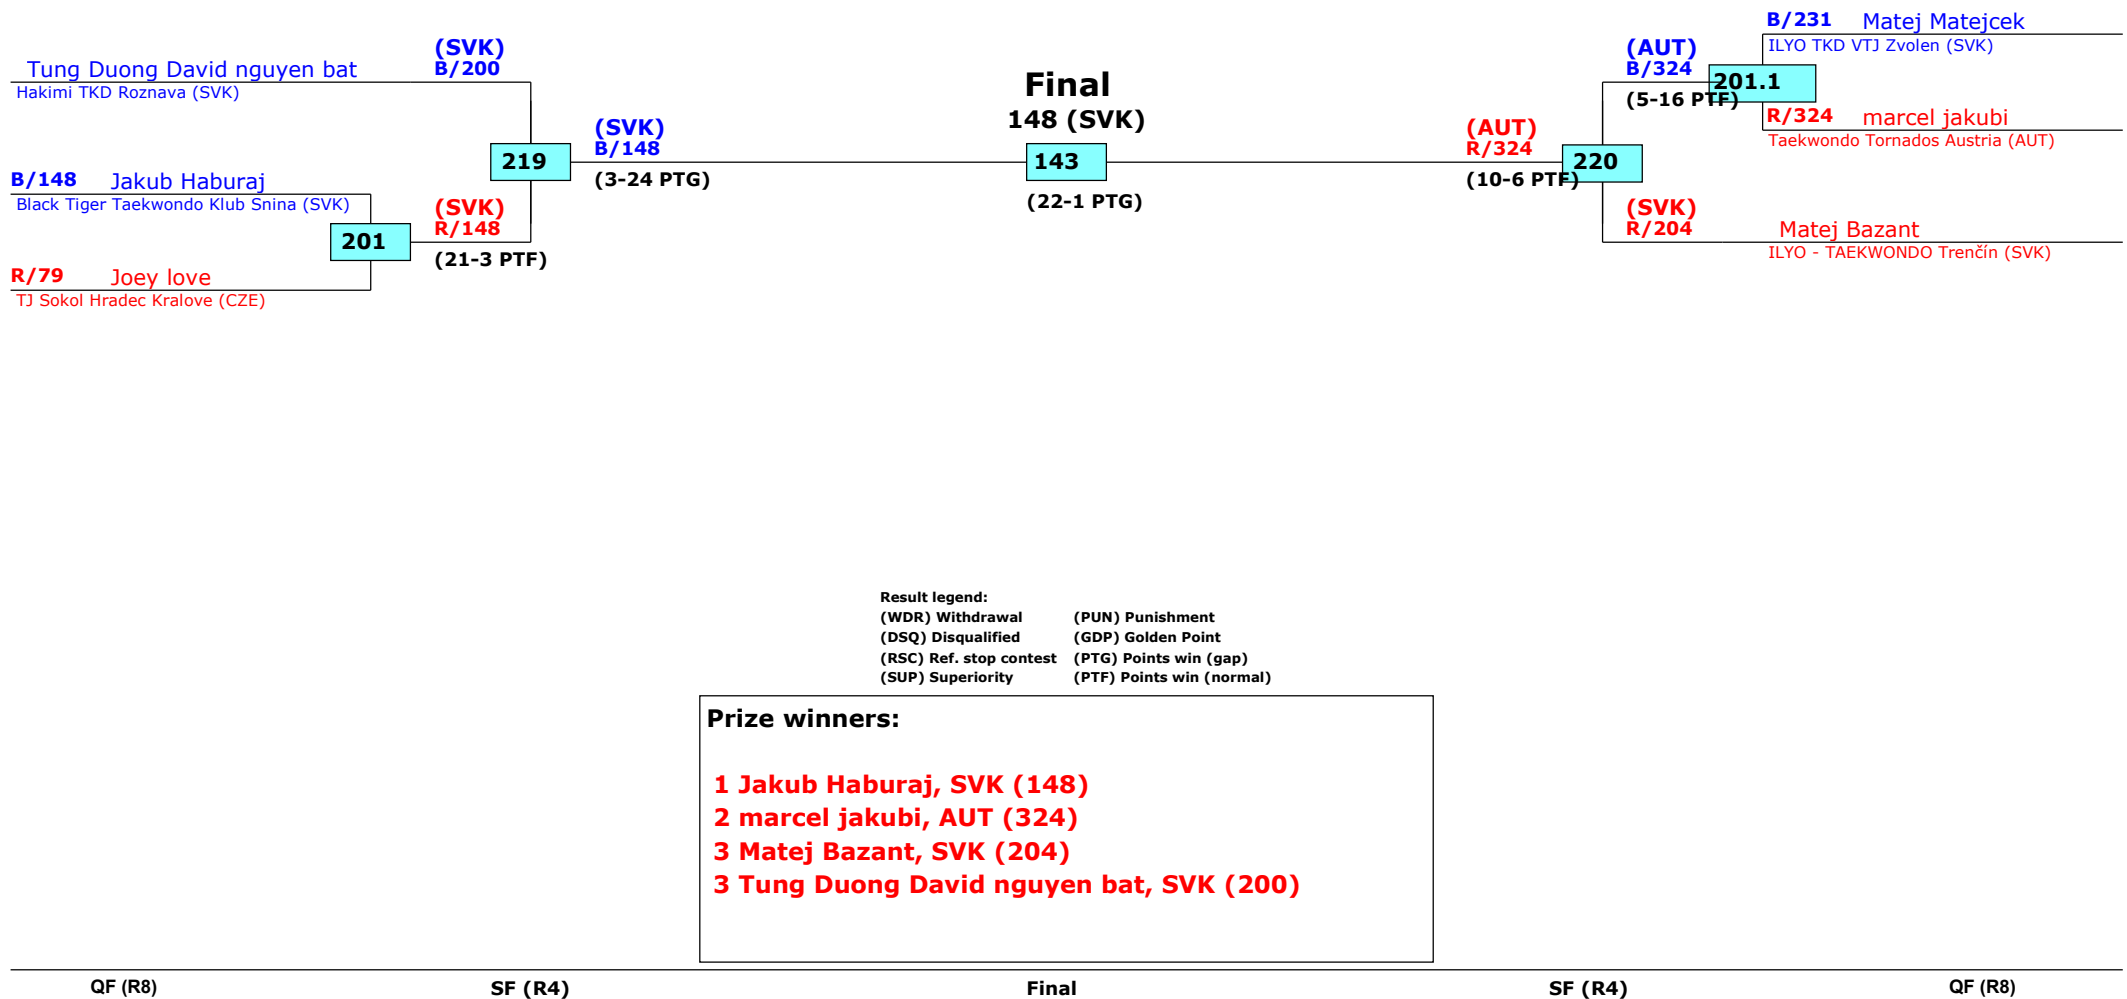 (SVK)
B/200
Tung Duong David nguyen bat
Hakimi TKD Roznava (SVK)
219
B/148 Jakub Haburaj
Black Tiger Taekwondo Klub Snina (SVK)
201
(SVK)
R/148
(21-3 PTF)
R/79 Joey love
TJ Sokol Hradec Kralove (CZE)
(SVK)
B/148
(3-24 PTG)
Final
148 (SVK)
143
(22-1 PTG)
(AUT)
R/324
(10-6 PTF)
220
(AUT)
B/324
(5-16 PTF)
201.1
B/231 Matej Matejcek
ILYO TKD VTJ Zvolen (SVK)
R/324 marcel jakubi
Taekwondo Tornados Austria (AUT)
(SVK)
R/204
Matej Bazant
ILYO - TAEKWONDO Trenčín (SVK)
Result legend:
(WDR) Withdrawal (PUN) Punishment
(DSQ) Disqualified (GDP) Golden Point
(RSC) Ref. stop contest (PTG) Points win (gap)
(SUP) Superiority (PTF) Points win (normal)
Prize winners:
1 Jakub Haburaj, SVK (148)
2 marcel jakubi, AUT (324)
3 Matej Bazant, SVK (204)
3 Tung Duong David nguyen bat, SVK (200)
QF (R8) SF (R4) Final SF (R4) QF (R8)